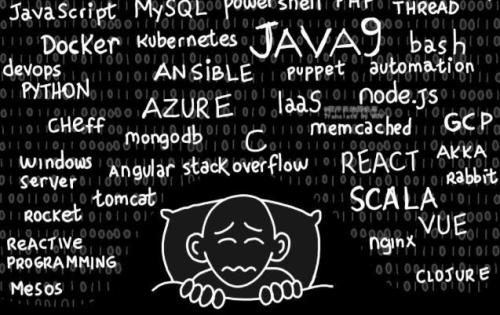 JavaScript MySQL powershell PHP THREAD
Docker Kubernetes JAVA9 bash
devops ANSiBLE puppet automation
PYTHON AZURE IaaS node.js
CHeff mongodb C memcached GCP
windows server Angular stack overflow REACT AKKA
Rabbit
tomcat SCALA
Rocket VUE
nginx
ReACTIVe
PROGRAMMING
Mesos CLOJURE